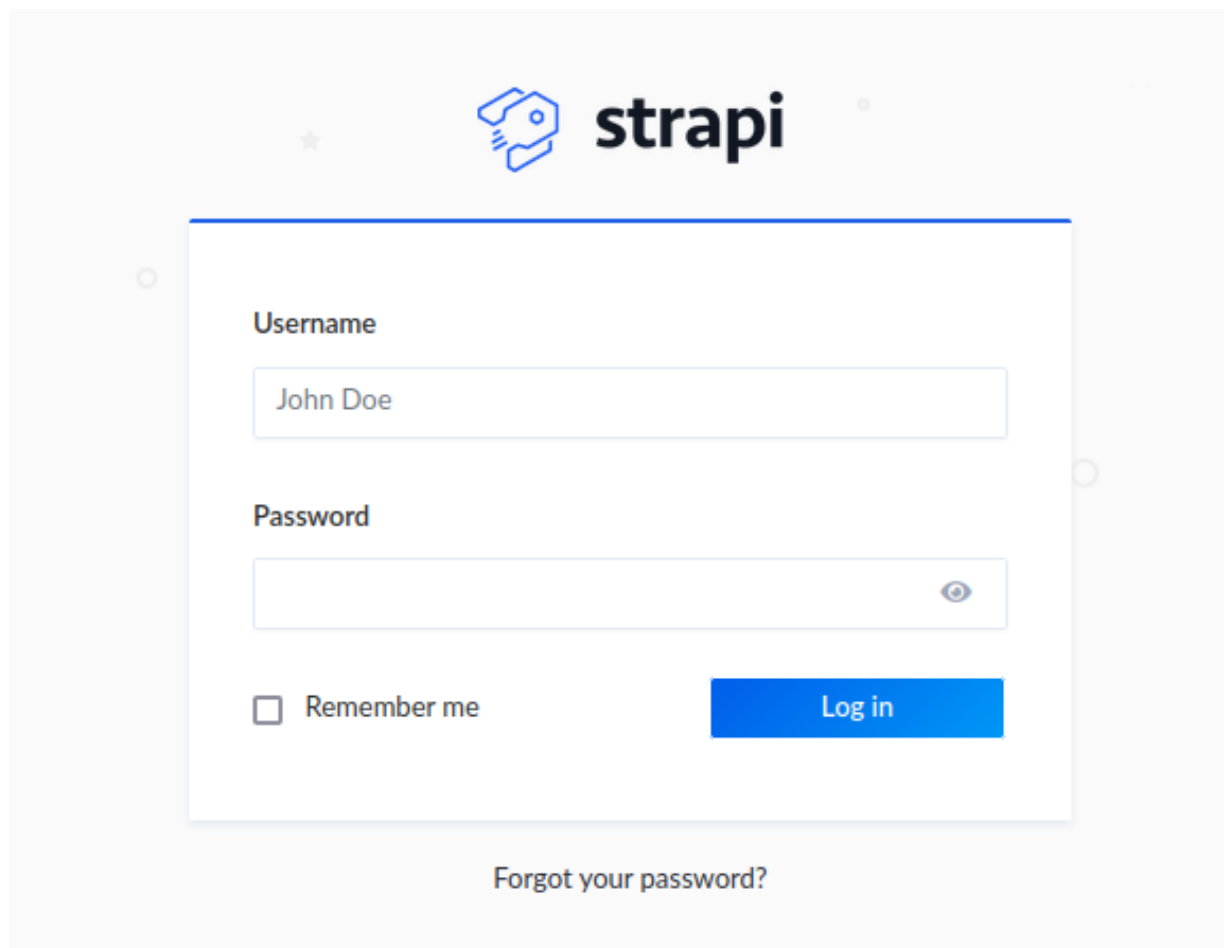 strapi
Username
John Doe
Password
Remember me
Log in
Forgot your password?